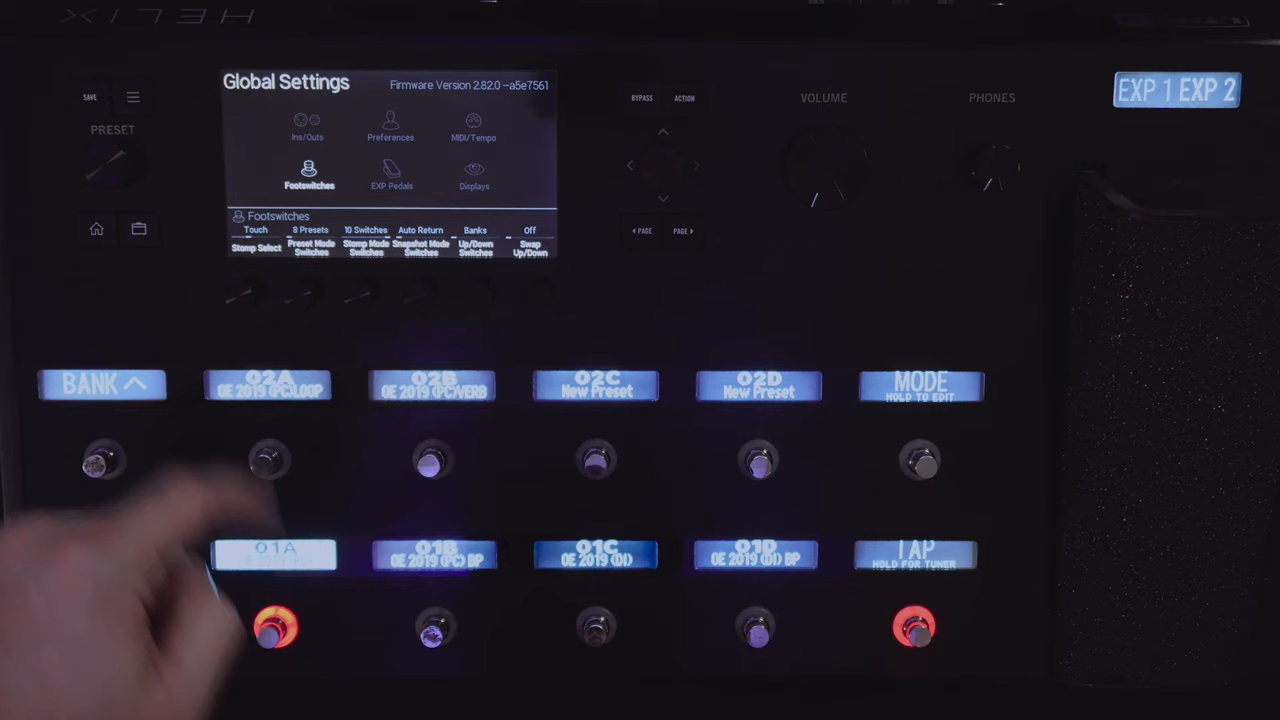 HELIX
Global Settings
Firmware Version 2.82.0 -a5e7561
Ins/Outs
Preferences
MIDI/Tempo
Footswitches
EXP Pedals
Displays
Footswitches
Touch
8 Presets
10 Switches
Auto Return
Banks
Off
Stomp Select
Preset Mode Switches
Stomp Mode Switches
Snapshot Mode Switches
Up/Down Switches
Swap Up/Down
SAVE
PRESET
BYPASS
ACTION
PAGE
PAGE
VOLUME
PHONES
EXP 1 EXP 2
BANK
02A
OE 2019 (PC)LOOP
02B
OE 2019 (PC)VERB
02C
New Preset
02D
New Preset
MODE
HOLD TO EDIT
01A
01B
OE 2019 (PC) BP
01C
OE 2019 (DI)
01D
OE 2019 (DI) BP
TAP
HOLD FOR TUNER